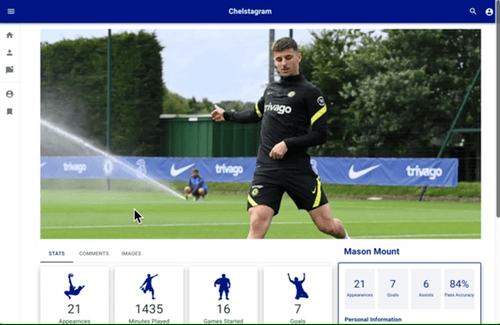 Chelstagram
trivago
trivago
trivago
trivago
STATS
COMMENTS
IMAGES
Mason Mount
21
Appearnces
1435
Minutes Played
16
Games Started
7
Goals
21
Appearances
7
Goals
6
Assists
84%
Pass Accuracy
Personal Information